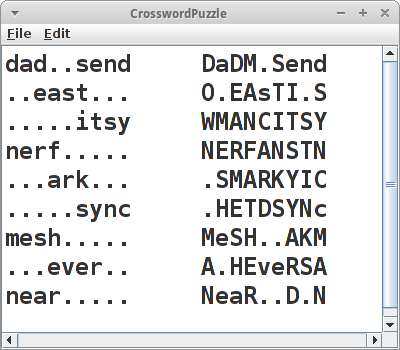 CrosswordPuzzle
File Edit
dad..send     DaDM.Send
..east...     O.EAsTI.S
.....itsy     WMANCITSY
nerf.....     NERFANSTN
...ark...     .SMARKYIC
.....sync     .HETDSYNc
mesh.....     MeSH..AKM
...ever..     A.HEveRSA
near.....     NeaR..D.N